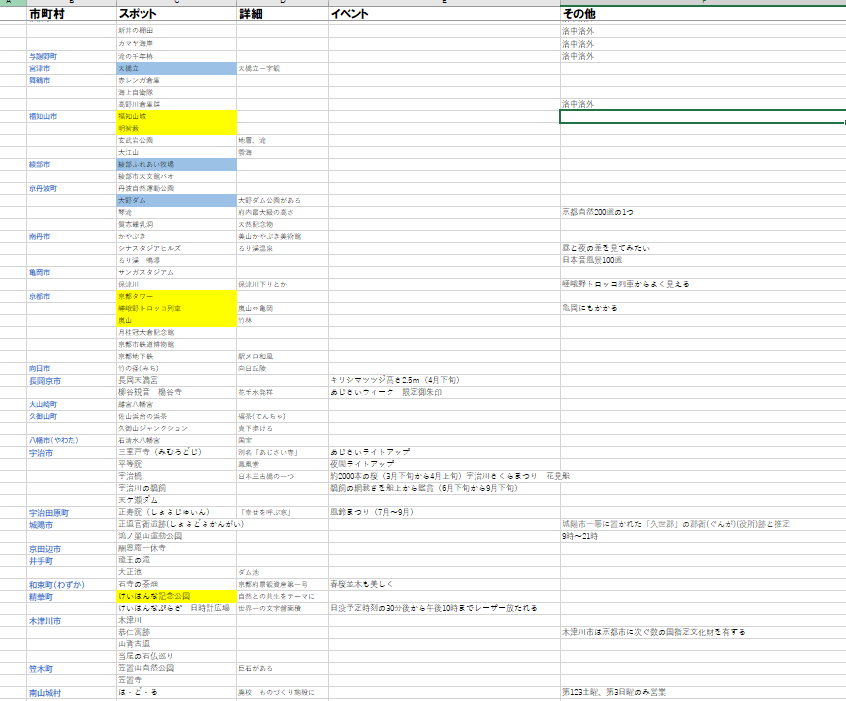 市町村 スポット 詳細 イベント その他
新井の棚田 洛中洛外
カマヤ海岸 洛中洛外
与謝野町 滝の千年椿 洛中洛外
宮津市 天橋立 天橋立一字観
舞鶴市 赤レンガ倉庫
海上自衛隊
高野川倉庫群 洛中洛外
福知山市 福知山城
明智藪
玄武岩公園 地層、滝
大江山 雲海
綾部市 綾部ふれあい牧場
綾部市天文館パオ
京丹波町 丹波自然運動公園
大野ダム 大野ダム公園がある
琴滝 府内最大級の高さ 京都自然200選の1つ
質志鍾乳洞 天然記念物
南丹市 かやぶき 美山かやぶき美術館
シナスタジアヒルズ るり渓温泉 昼と夜の差を見てみたい
るり渓 鳴瀑 日本音風景100選
亀岡市 サンガスタジアム
保津川 保津川下りとか 嵯峨野トロッコ列車からよく見える
京都市 京都タワー
嵯峨野トロッコ列車 嵐山⇔亀岡 亀岡にもかかる
嵐山 竹林
月桂冠大倉記念館
京都市鉄道博物館
京都地下鉄 駅メロ和風
向日市 竹の径(みち) 向日丘陵
長岡京市 長岡天満宮 キリシマツツジ高さ2.5m（4月下旬）
柳谷観音 楊谷寺 花手水発祥 あじさいウィーク 限定御朱印
大山崎町 離宮八幡宮
久御山町 佐山浜台の浜茶 碾茶(てんちゃ)
久御山ジャンクション 真下歩ける
八幡市(やわた) 石清水八幡宮 国宝
宇治市 三室戸寺（みむろどじ） 別名「あじさい寺」 あじさいライトアップ
平等院 鳳凰堂 夜間ライトアップ
宇治橋 日本三古橋の一つ 約2000本の桜（3月下旬から4月上旬）宇治川さくらまつり 花見船
宇治川の鵜飼 鵜飼の網裁きを船上から鑑賞（6月下旬から9月下旬）
天ケ瀬ダム
宇治田原町 正寿院（しょうじゅいん） 「幸せを呼ぶ窓」 風鈴まつり（7月～9月）
城陽市 正道官衙遺跡(しょうどうかんがい) 城陽市一帯に置かれた「久世郡」の郡衙(ぐんが)(役所)跡と推定
鴻ノ巣山運動公園 9時～21時
京田辺市 酬恩庵一休寺
井手町 龍王の滝
大正池 ダム池
和束町(わずか) 石寺の茶畑 京都府景観資産第一号 春桜並木も美しく
精華町 けいはんな記念公園 自然との共生をテーマに
けいはんなぷらざ 日時計広場 世界一の文字盤面積 日没予定時刻の30分後から午後10時までレーザー放たれる
木津川市 木津川
恭仁宮跡 木津川市は京都市に次ぐ数の国指定文化財を有する
山背古道
当尾の石仏巡り
笠木町 笠置山自然公園 巨石がある
笠置寺
南山城村 は・ど・る 廃校 ものづくり施設に 第123土曜、第3日曜のみ営業